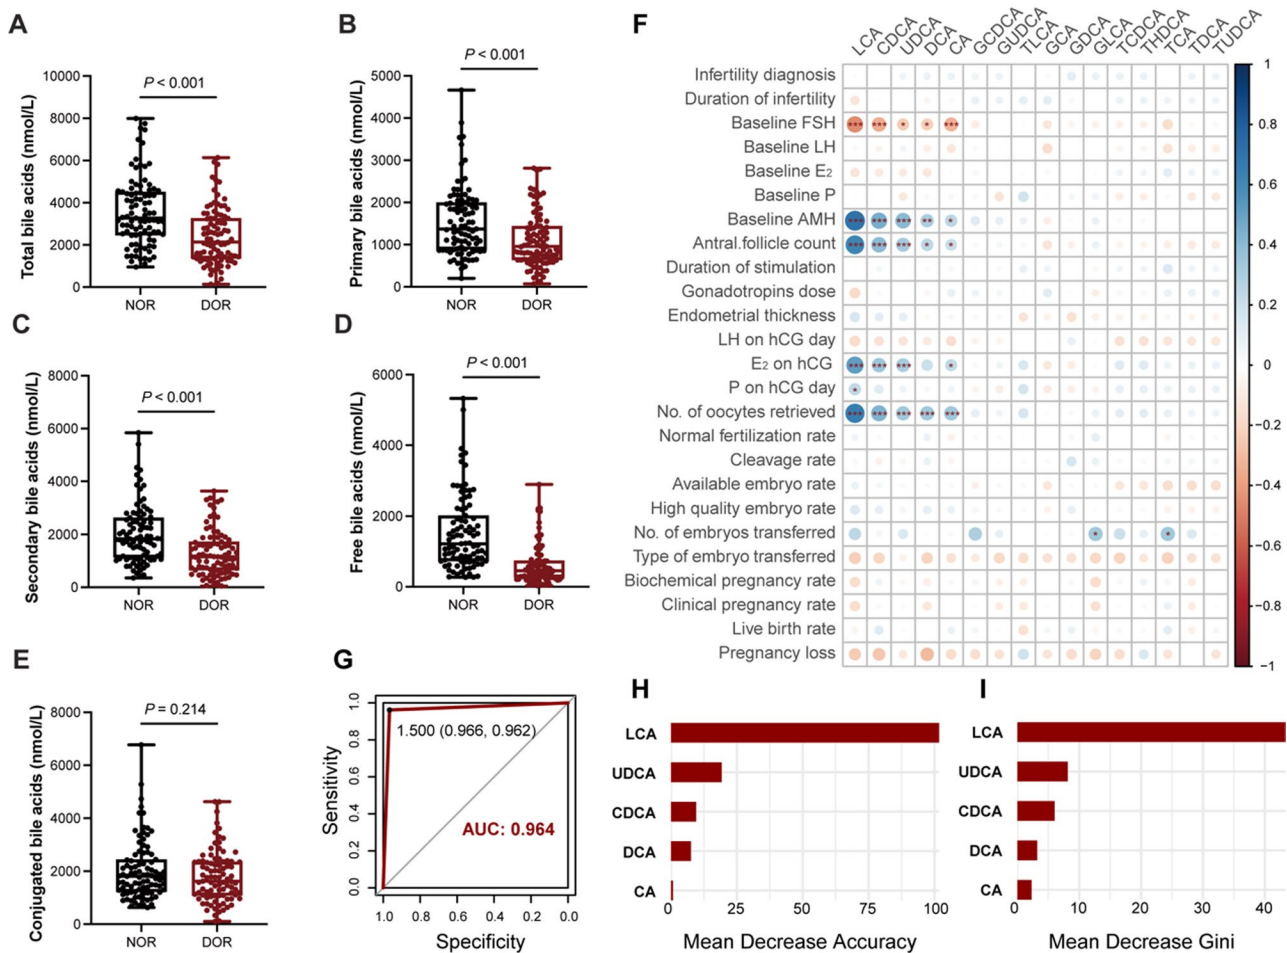 A
P < 0.001
Total bile acids (nmol/L)
10000
8000
6000
4000
2000
0
NOR DOR
B
P < 0.001
Primary bile acids (nmol/L)
5000
4000
3000
2000
1000
0
NOR DOR
C
P < 0.001
Secondary bile acids (nmol/L)
8000
6000
4000
2000
0
NOR DOR
D
P < 0.001
Free bile acids (nmol/L)
6000
4000
2000
0
NOR DOR
E
P = 0.214
Conjugated bile acids (nmol/L)
8000
6000
4000
2000
0
NOR DOR
F
LCA CDCA UDCA DCA CA GCDCA GUDCA TLCA GCA GDCA GLCA TCDCA THDCA TCA TDCA TUDCA
Infertility diagnosis
Duration of infertility
Baseline FSH *** *** * * ***
Baseline LH
Baseline E2
Baseline P
Baseline AMH *** *** *** ** *
Antral.follicle count *** *** *** * *
Duration of stimulation
Gonadotropins dose
Endometrial thickness
LH on hCG day
E2 on hCG *** *** *** *
P on hCG day *
No. of oocytes retrieved *** *** *** *** ***
Normal fertilization rate
Cleavage rate
Available embryo rate
High quality embryo rate
No. of embryos transferred * *
Type of embryo transferred
Biochemical pregnancy rate
Clinical pregnancy rate
Live birth rate
Pregnancy loss
1
0.8
0.6
0.4
0.2
0
−0.2
−0.4
−0.6
−0.8
−1
G
Sensitivity
1.0
0.8
0.6
0.4
0.2
0.0
1.500 (0.966, 0.962)
AUC: 0.964
1.0 0.8 0.6 0.4 0.2 0.0
Specificity
H
LCA
UDCA
CDCA
DCA
CA
0 25 50 75 100
Mean Decrease Accuracy
I
LCA
UDCA
CDCA
DCA
CA
0 10 20 30 40
Mean Decrease Gini